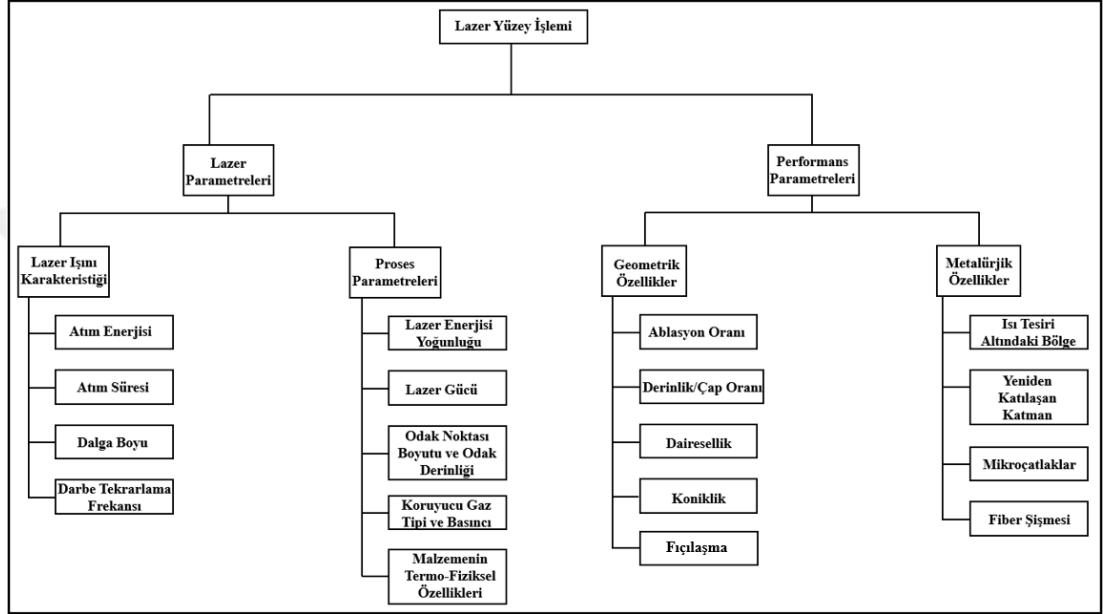 Lazer Yüzey İşlemi
Lazer
Parametreleri
Performans
Parametreleri
Lazer Işını
Karakteristiği
Atım Enerjisi
Atım Süresi
Dalga Boyu
Darbe Tekrarlama
Frekansı
Proses
Parametreleri
Lazer Enerjisi
Yoğunluğu
Lazer Gücü
Odak Noktası
Boyutu ve Odak
Derinliği
Koruyucu Gaz
Tipi ve Basıncı
Malzemenin
Termo-Fiziksel
Özellikleri
Geometrik
Özellikler
Ablasyon Oranı
Derinlik/Çap Oranı
Dairesellik
Koniklik
Fıçılaşma
Metalürjik
Özellikler
Isı Tesiri
Altındaki Bölge
Yeniden
Katılaşan
Katman
Mikroçatlaklar
Fiber Şişmesi